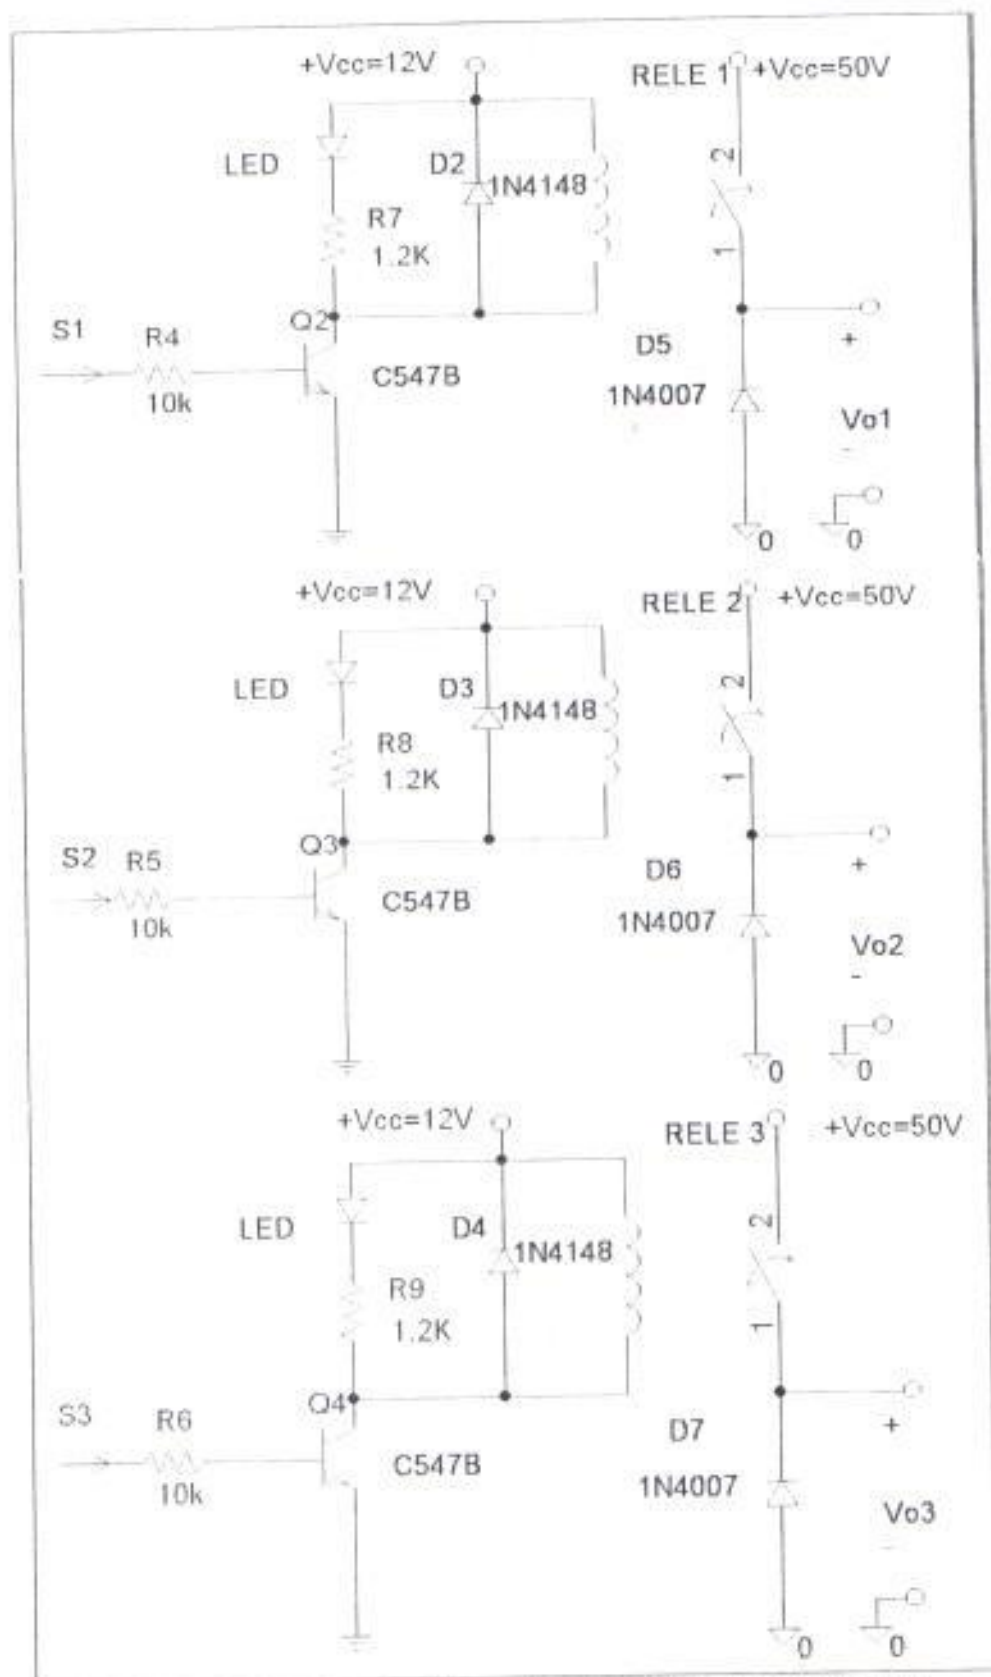 +Vcc=12V
RELE 1
+Vcc=50V
LED
D2
1N4148
2
R7
1.2K
1
S1
R4
10k
Q2
C547B
D5
1N4007
+
Vo1
-
0
0
+Vcc=12V
RELE 2
+Vcc=50V
LED
D3
1N4148
2
R8
1.2K
1
S2
R5
10k
Q3
C547B
D6
1N4007
+
Vo2
-
0
0
+Vcc=12V
RELE 3
+Vcc=50V
LED
D4
1N4148
2
R9
1.2K
1
S3
R6
10k
Q4
C547B
D7
1N4007
+
Vo3
-
0
0